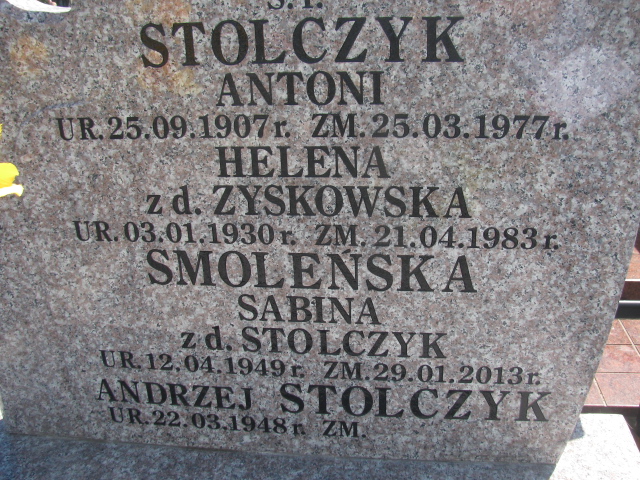 Ś.P.
STOLCZYK
ANTONI
UR. 25.09.1907 r. ZM. 25.03.1977 r.
HELENA
z d. ZYSKOWSKA
UR. 03.01.1930 r. ZM. 21.04.1983 r.
SMOLEŃSKA
SABINA
z d. STOLCZYK
UR. 12.04.1949 r. ZM. 29.01.2013 r.
ANDRZEJ STOLCZYK
UR. 22.03.1948 r. ZM.